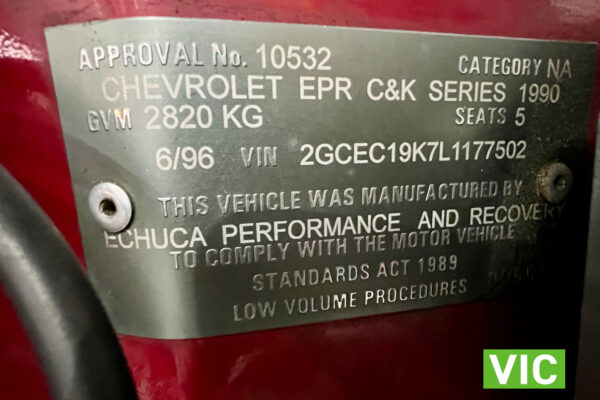 APPROVAL No. 10532 CATEGORY NA
CHEVROLET EPR C&K SERIES 1990
GVM 2820 KG SEATS 5
6/96 VIN 2GCEC19K7L1177502
THIS VEHICLE WAS MANUFACTURED BY
ECHUCA PERFORMANCE AND RECOVERY
TO COMPLY WITH THE MOTOR VEHICLE
STANDARDS ACT 1989
LOW VOLUME PROCEDURES
VIC